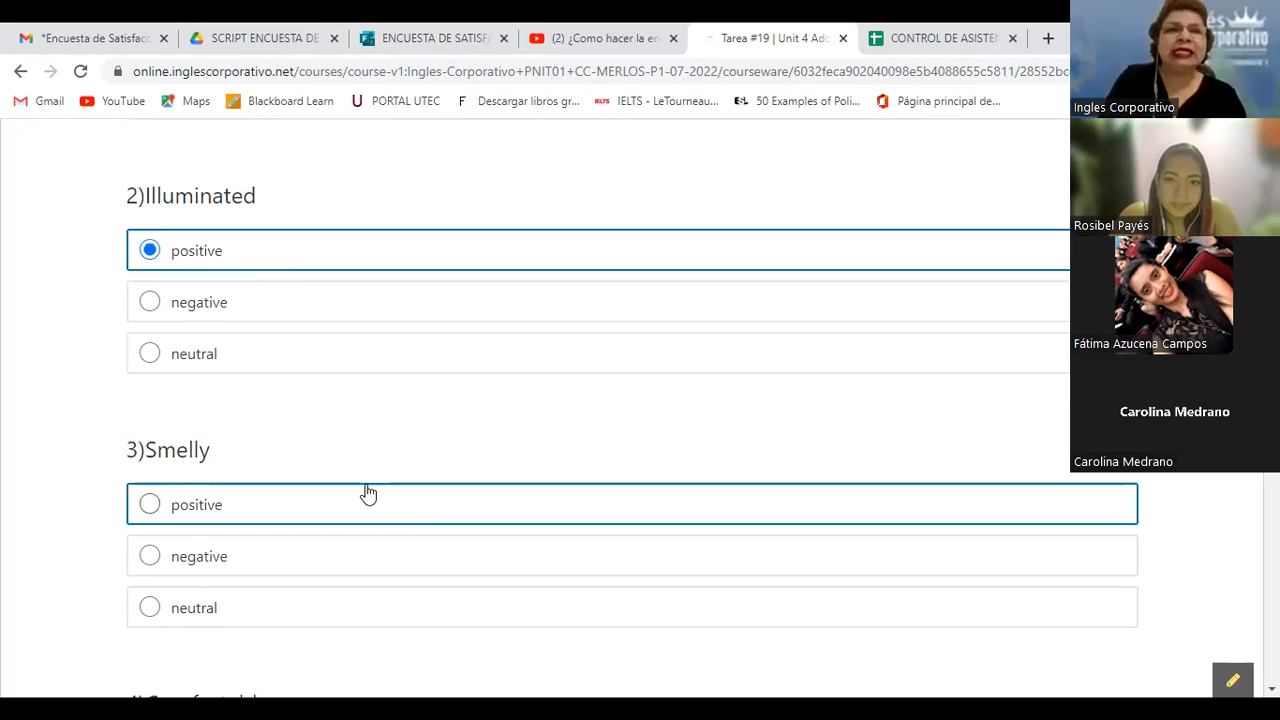 *Encuesta de Satisfacc
SCRIPT ENCUESTA DE
ENCUESTA DE SATISF
(2) ¿Como hacer la en
Tarea #19 | Unit 4 Ado
CONTROL DE ASISTEN
online.inglescorporativo.net/courses/course-v1:Ingles-Corporativo+PNIT01+CC-MERLOS-P1-07-2022/courseware/6032feca902040098e5b4088655c5811/28552bc
Gmail
YouTube
Maps
Blackboard Learn
PORTAL UTEC
Descargar libros gr...
IELTS - LeTourneau...
50 Examples of Poli...
Página principal de...
2)Illuminated
positive
negative
neutral
3)Smelly
positive
negative
neutral
Ingles Corporativo
Rosibel Payés
Fátima Azucena Campos
Carolina Medrano
Carolina Medrano